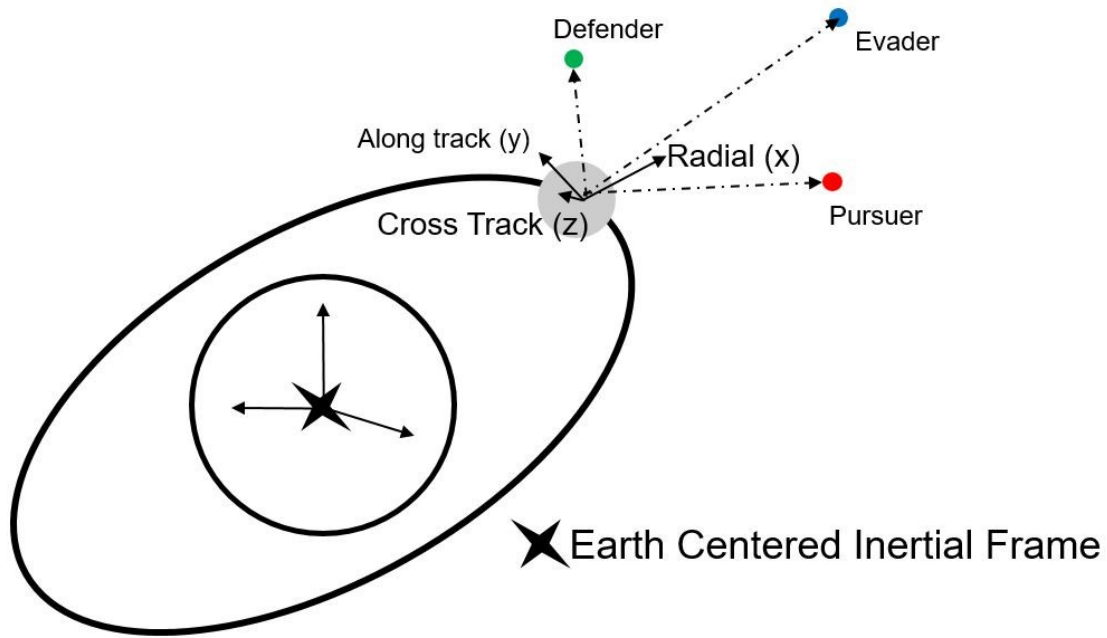 Defender
Evader
Along track (y)
Radial (x)
Cross Track (z)
Pursuer
Earth Centered Inertial Frame